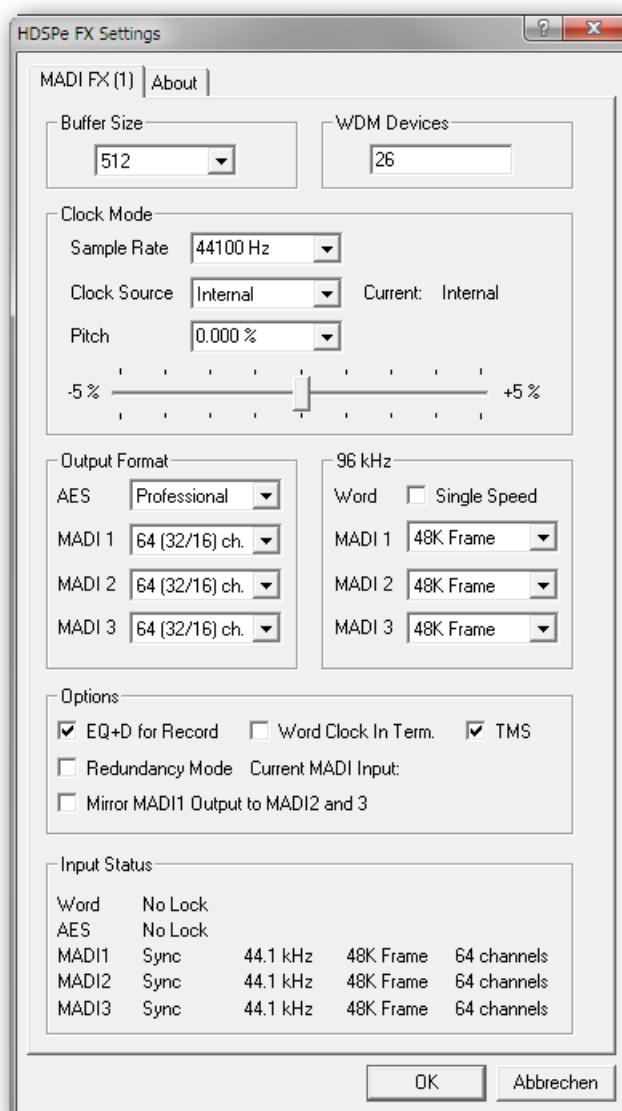 HDSPe FX Settings
MADI FX (1) About
Buffer Size
512
WDM Devices
26
Clock Mode
Sample Rate 44100 Hz
Clock Source Internal Current: Internal
Pitch 0.000 %
-5 % +5 %
Output Format
AES Professional
MADI 1 64 (32/16) ch.
MADI 2 64 (32/16) ch.
MADI 3 64 (32/16) ch.
96 kHz
Word Single Speed
MADI 1 48K Frame
MADI 2 48K Frame
MADI 3 48K Frame
Options
EQ+D for Record Word Clock In Term. TMS
Redundancy Mode Current MADI Input:
Mirror MADI1 Output to MADI2 and 3
Input Status
Word No Lock
AES No Lock
MADI1 Sync 44.1 kHz 48K Frame 64 channels
MADI2 Sync 44.1 kHz 48K Frame 64 channels
MADI3 Sync 44.1 kHz 48K Frame 64 channels
OK Abbrechen